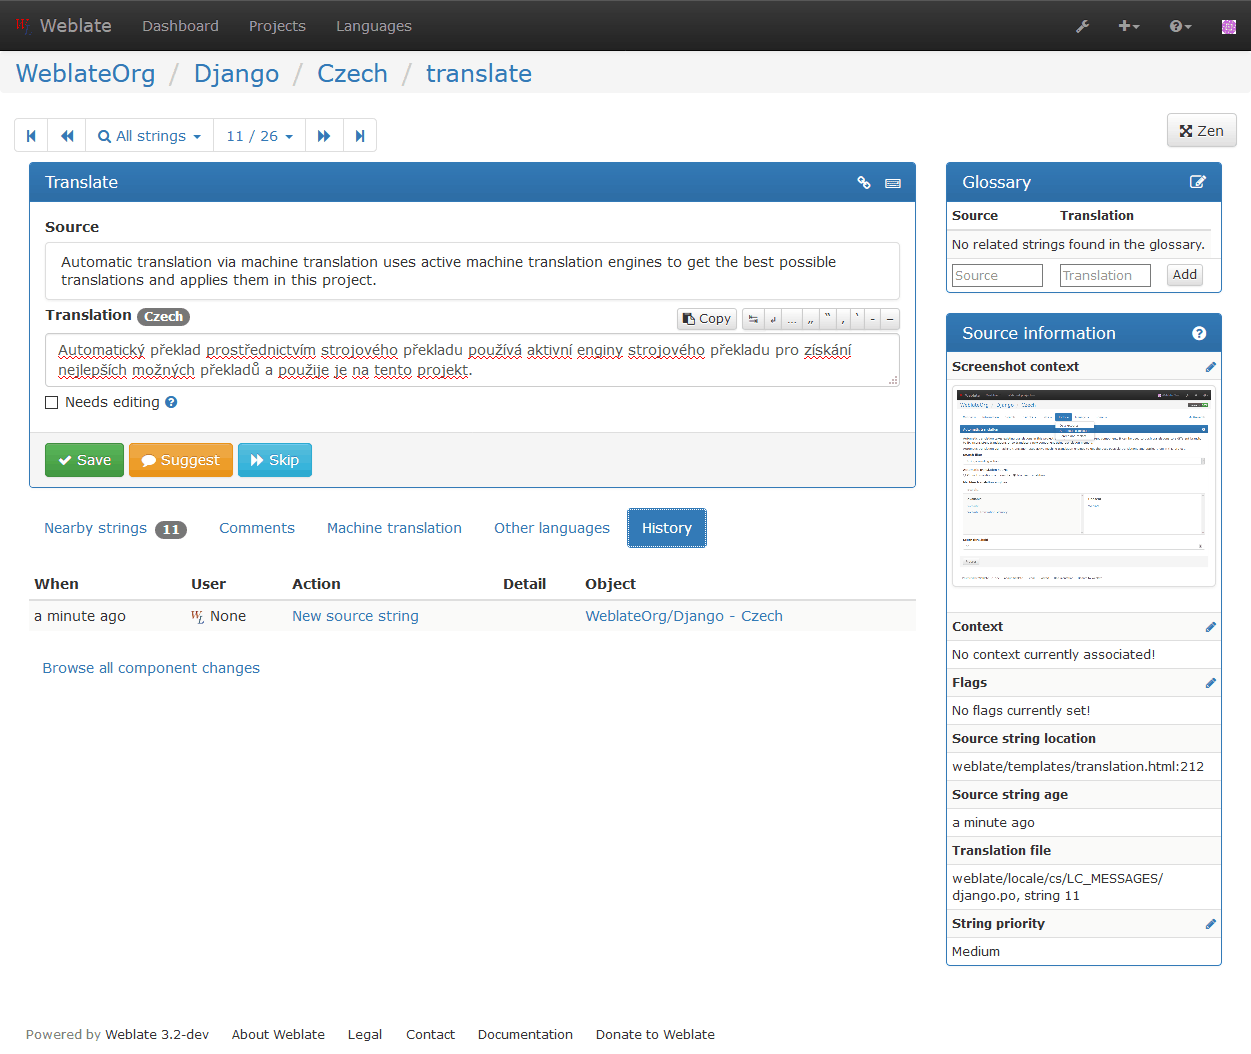 Weblate Dashboard Projects Languages
WeblateOrg / Django / Czech / translate
All strings 11 / 26 Zen
Translate
Source
Automatic translation via machine translation uses active machine translation engines to get the best possible
translations and applies them in this project.
Translation Czech Copy ↲ … „ “ ‚ ‘ - –
Automatický překlad prostřednictvím strojového překladu používá aktivní enginy strojového překladu pro získání
nejlepších možných překladů a použije je na tento projekt.
Needs editing
Save Suggest Skip
Nearby strings 11 Comments Machine translation Other languages History
When User Action Detail Object
a minute ago None New source string WeblateOrg/Django - Czech
Browse all component changes
Glossary
Source Translation
No related strings found in the glossary.
Source Translation Add
Source information
Screenshot context
WeblateOrg / Django / Czech
Context
No context currently associated!
Flags
No flags currently set!
Source string location
weblate/templates/translation.html:212
Source string age
a minute ago
Translation file
weblate/locale/cs/LC_MESSAGES/
django.po, string 11
String priority
Medium
Powered by Weblate 3.2-dev About Weblate Legal Contact Documentation Donate to Weblate